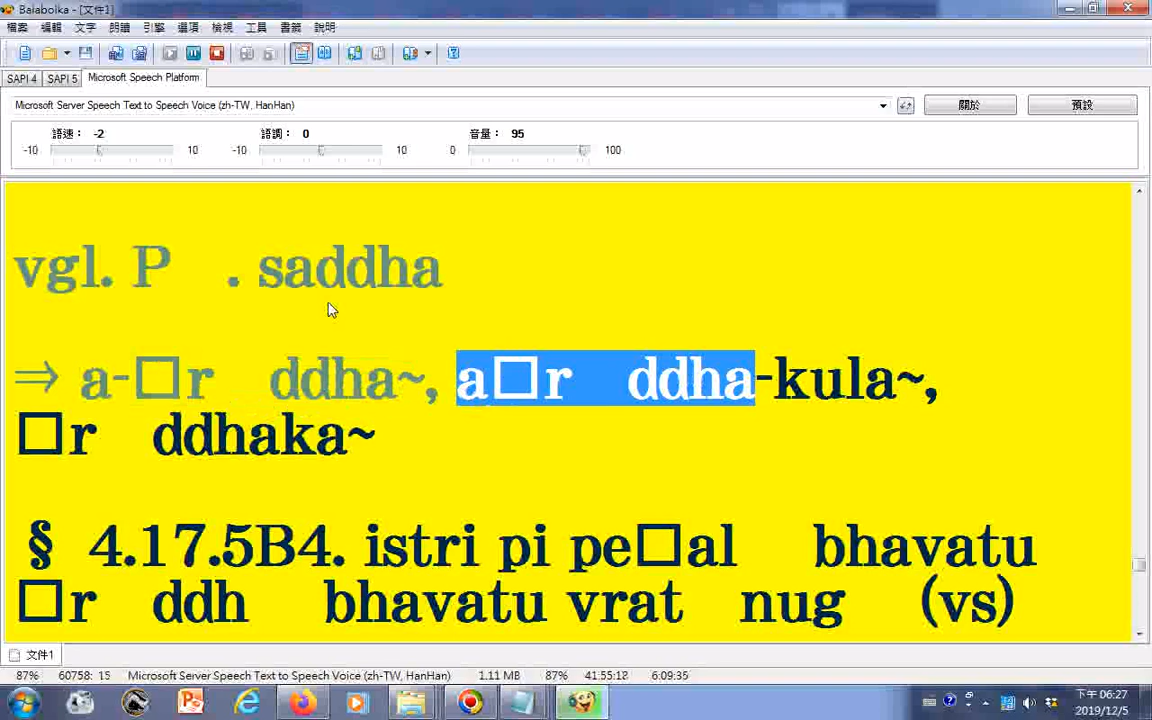 Balabolka - [文件1]
檔案 編輯 文字 朗讀 引擎 選項 檢視 工具 書籤 說明
SAPI 4 SAPI 5 Microsoft Speech Platform
Microsoft Server Speech Text to Speech Voice (zh-TW, HanHan) 關於 預設
語速： -2 語調： 0 音量： 95
-10 10 -10 10 0 100
vgl. P . saddha
⇒ a-□r ddha~, a□r ddha-kula~,
□r ddhaka~
§ 4.17.5B4. istri pi pe□al bhavatu
□r ddh bhavatu vrat nug (vs)
文件1
87% 60758: 15 Microsoft Server Speech Text to Speech Voice (zh-TW, HanHan) 1.11 MB 87% 41:55:18 6:09:35
下午 06:27
2019/12/5